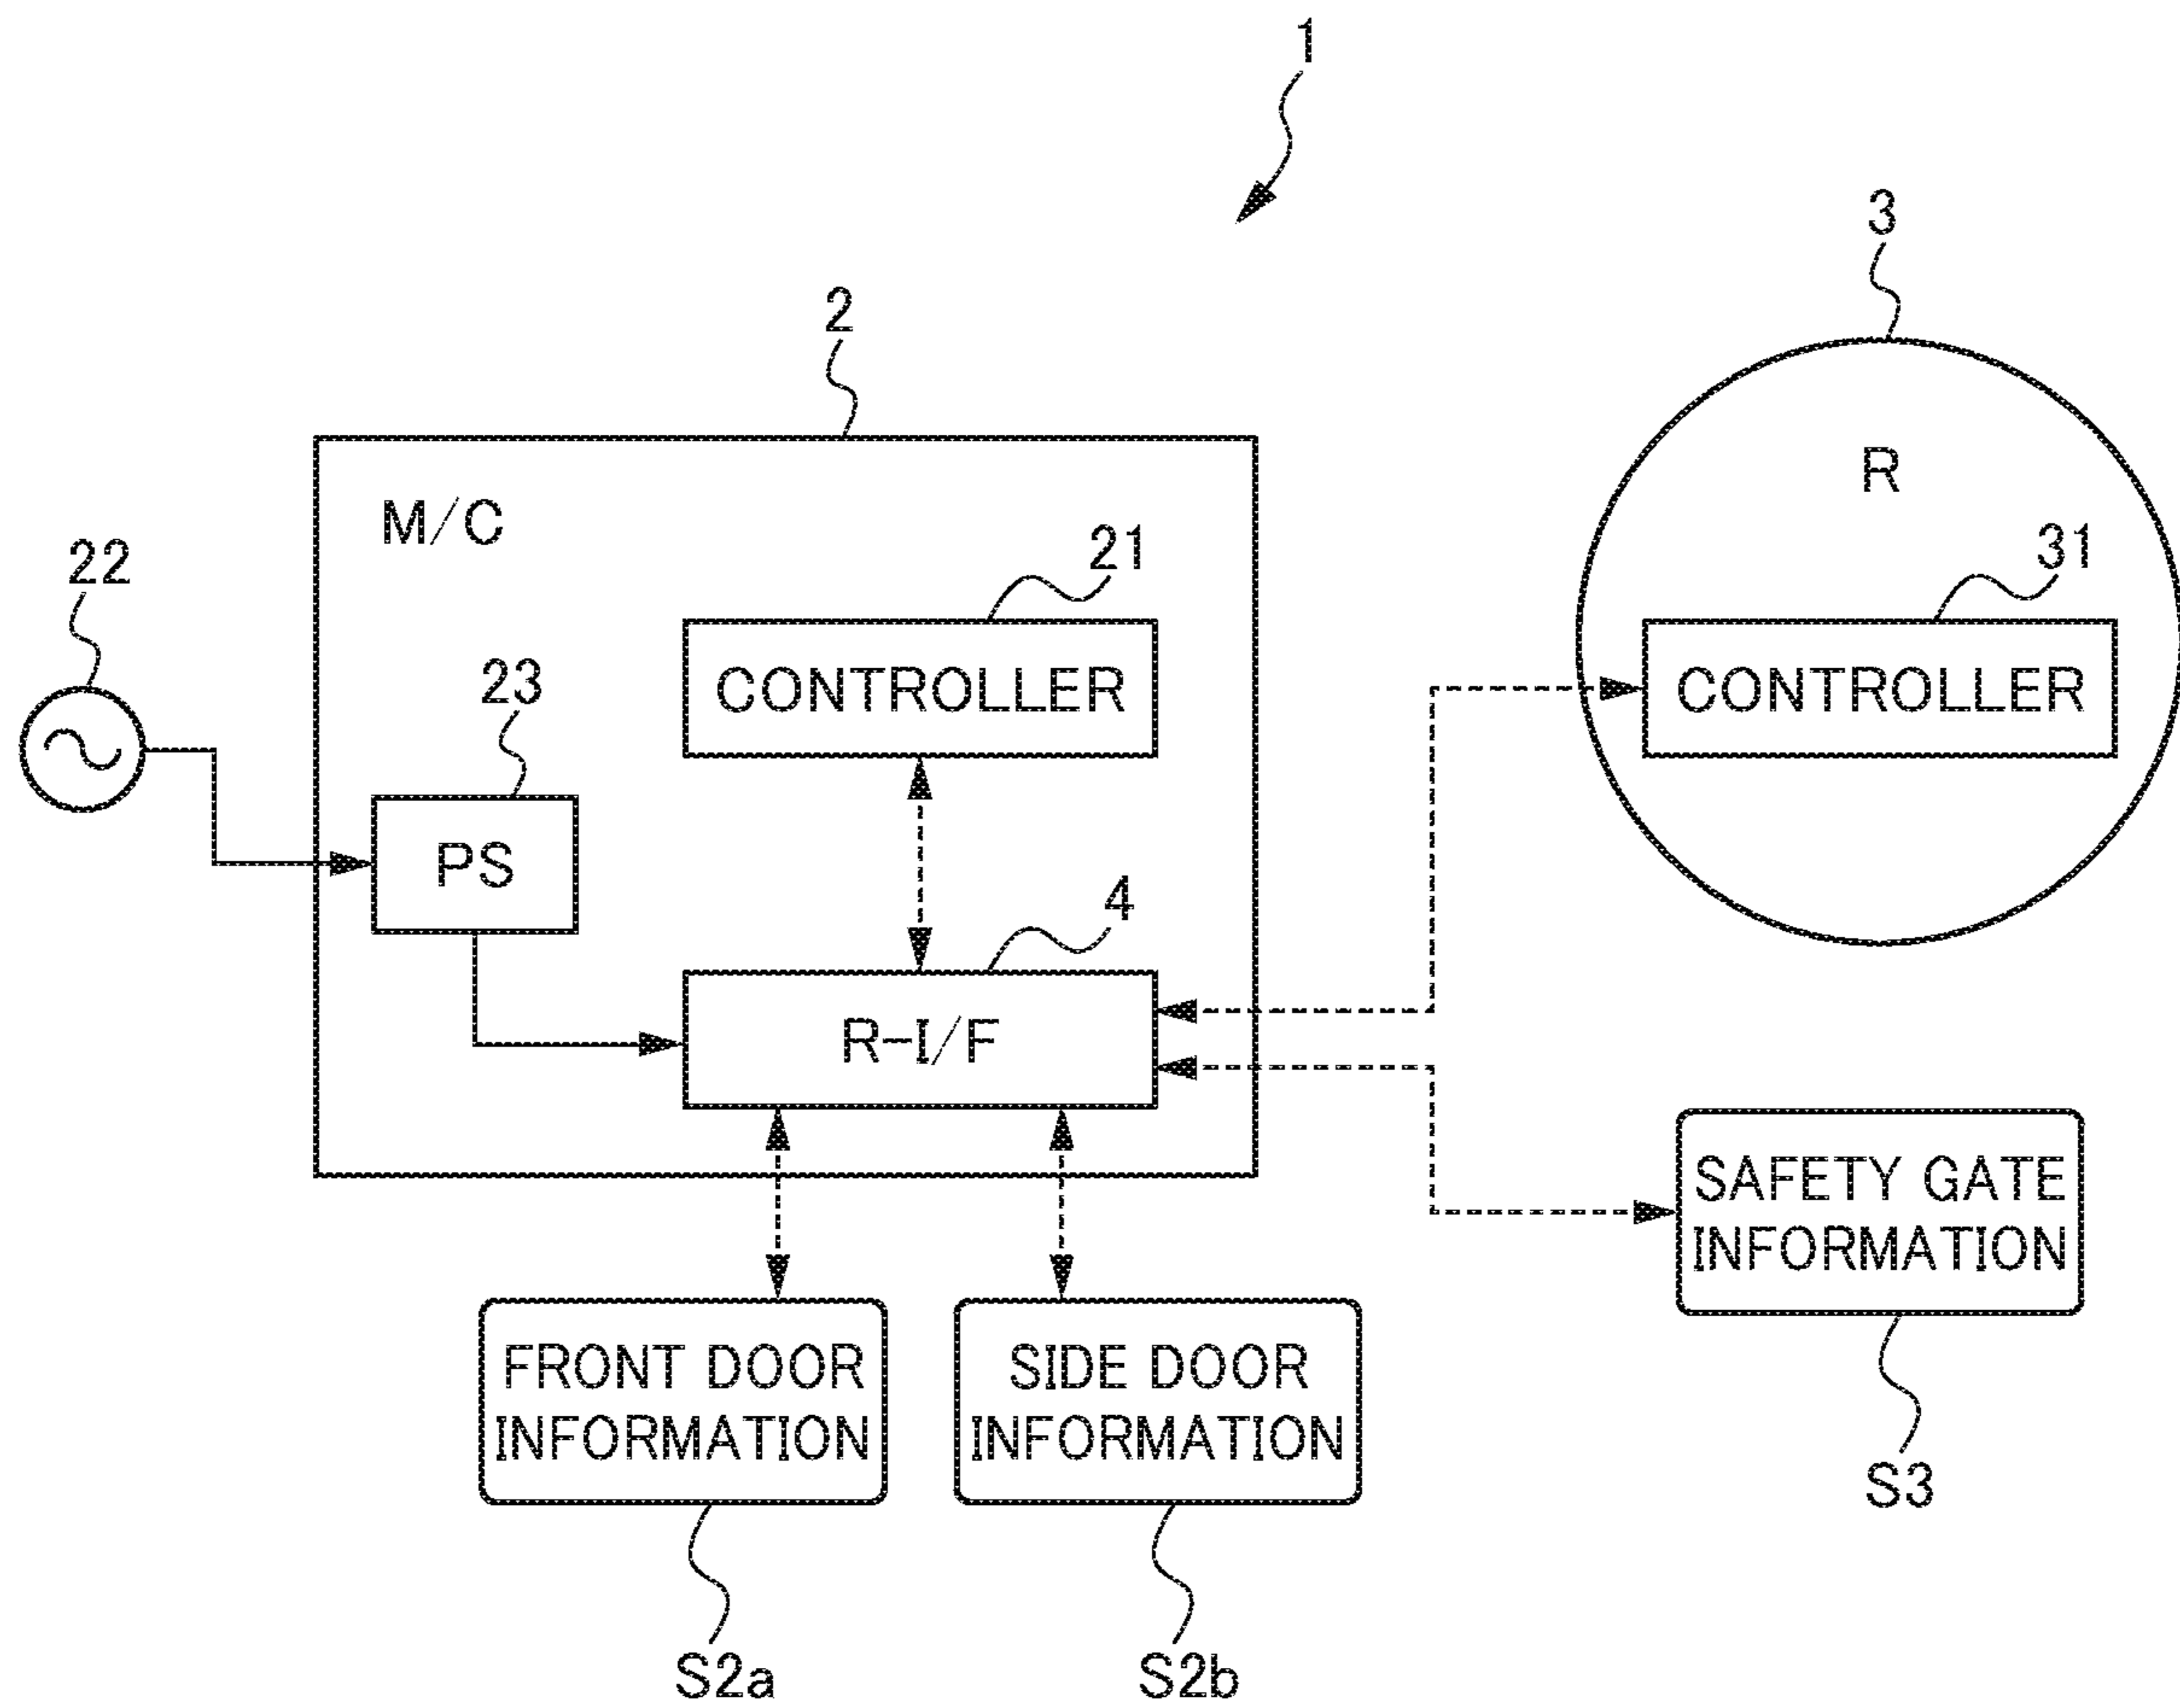 1
3
2
R
M/C
22
21
31
23
CONTROLLER
CONTROLLER
PS
4
R-I/F
SAFETY GATE
INFORMATION
FRONT DOOR
INFORMATION
SIDE DOOR
INFORMATION
S3
S2a
S2b